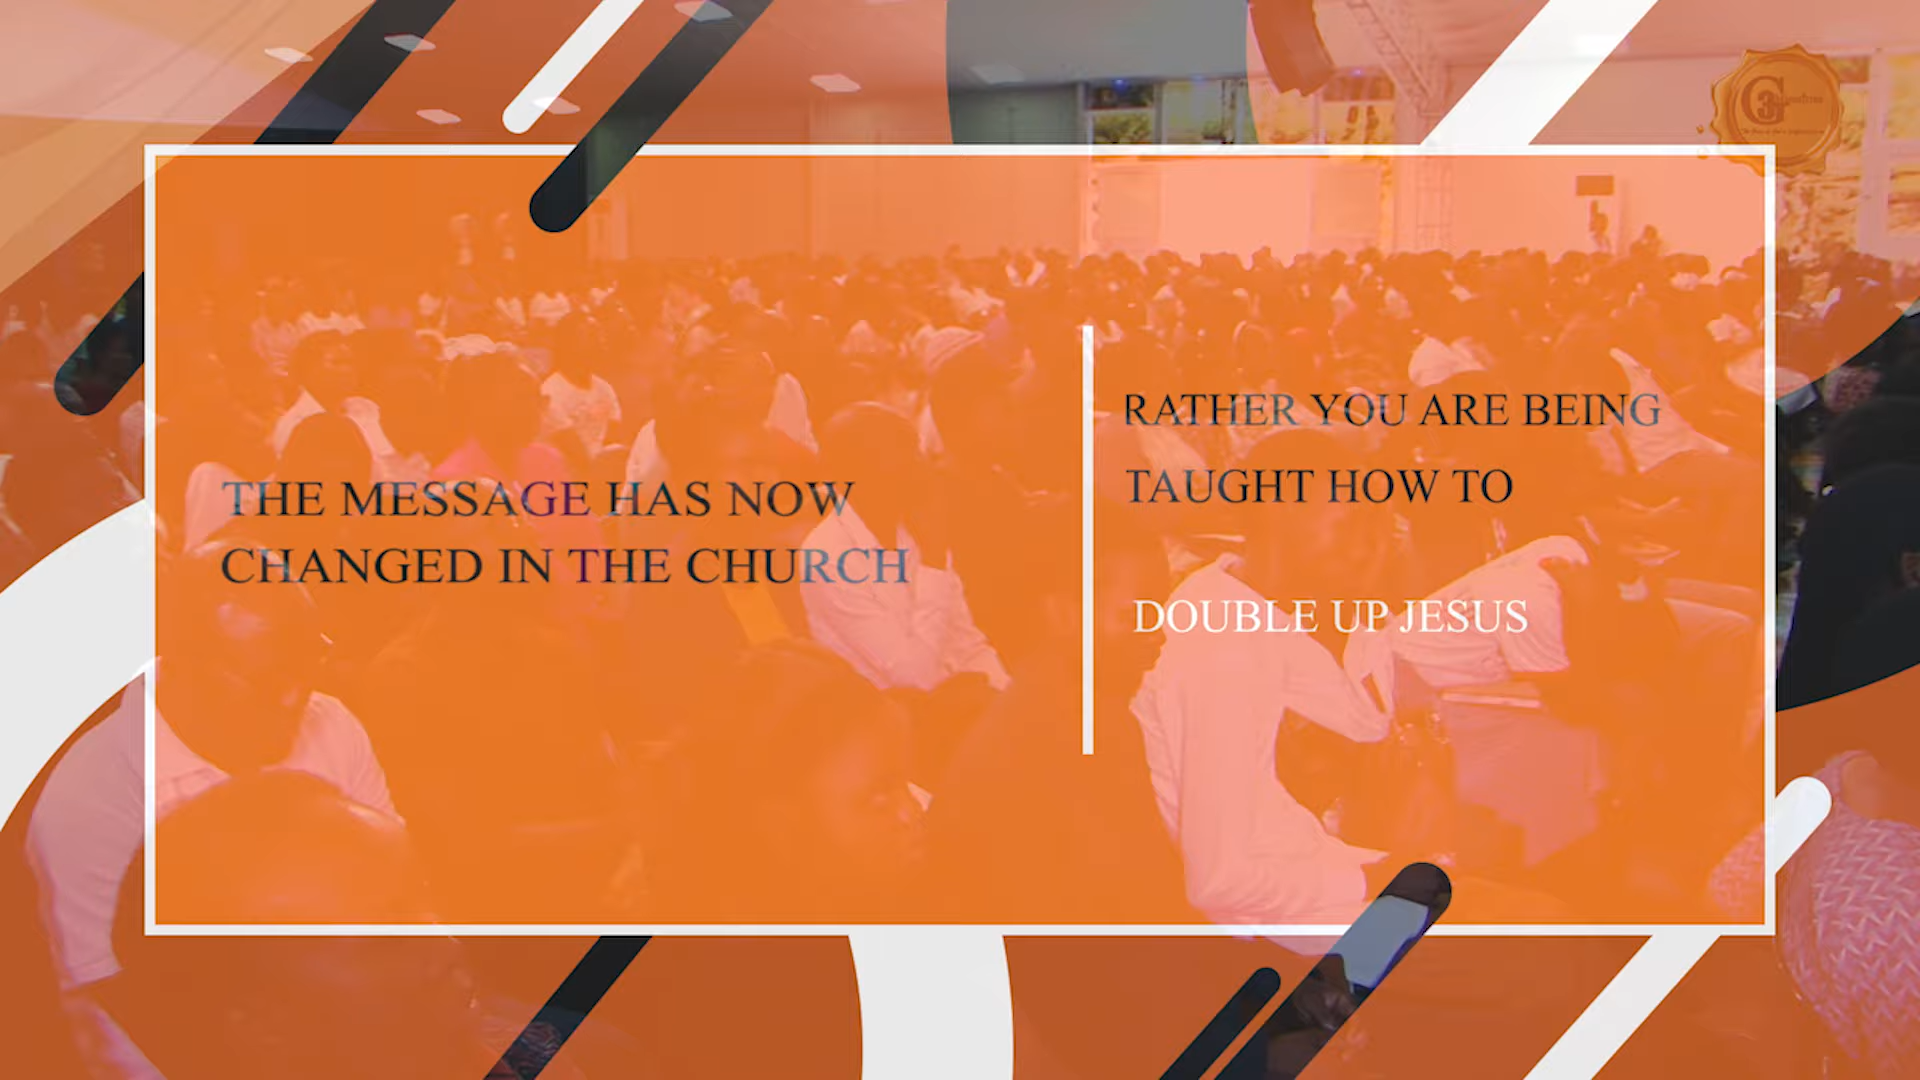 THE MESSAGE HAS NOW
CHANGED IN THE CHURCH
RATHER YOU ARE BEING
TAUGHT HOW TO
DOUBLE UP JESUS